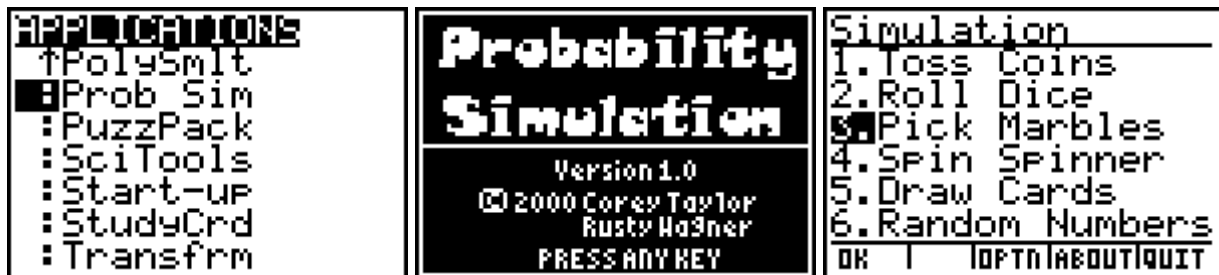 APPLICATIONS
↑PolySmlt
:Prob Sim
:PuzzPack
:SciTools
:Start-up
:StudyCrd
:Transfrm
Probability
Simulation
Version 1.0
© 2000 Corey Taylor
Rusty Wagner
PRESS ANY KEY
Simulation
1.Toss Coins
2.Roll Dice
3.Pick Marbles
4.Spin Spinner
5.Draw Cards
6.Random Numbers
OK OPTN ABOUT QUIT